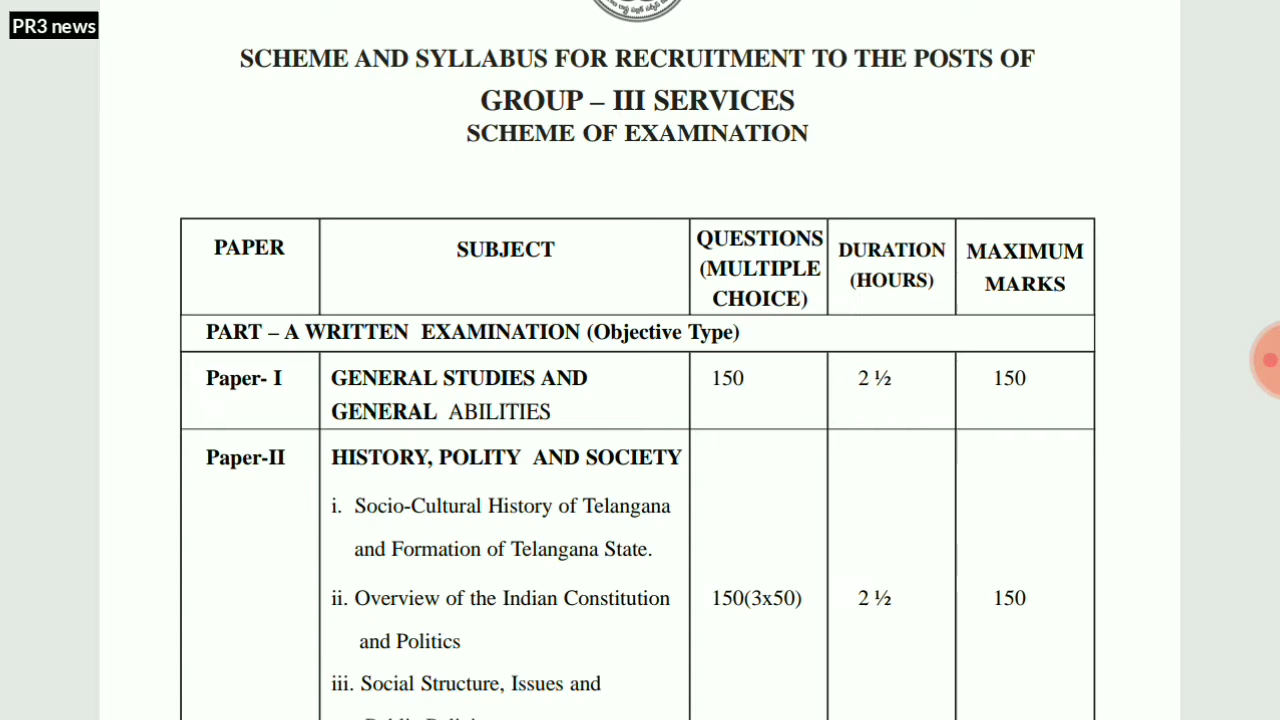 PR3 news
SCHEME AND SYLLABUS FOR RECRUITMENT TO THE POSTS OF
GROUP – III SERVICES
SCHEME OF EXAMINATION
PAPER
SUBJECT
QUESTIONS
(MULTIPLE
CHOICE)
DURATION
(HOURS)
MAXIMUM
MARKS
PART – A WRITTEN EXAMINATION (Objective Type)
Paper- I
GENERAL STUDIES AND
GENERAL ABILITIES
150
2 ½
150
Paper-II
HISTORY, POLITY AND SOCIETY
i. Socio-Cultural History of Telangana
and Formation of Telangana State.
ii. Overview of the Indian Constitution
and Politics
iii. Social Structure, Issues and
150(3x50)
2 ½
150